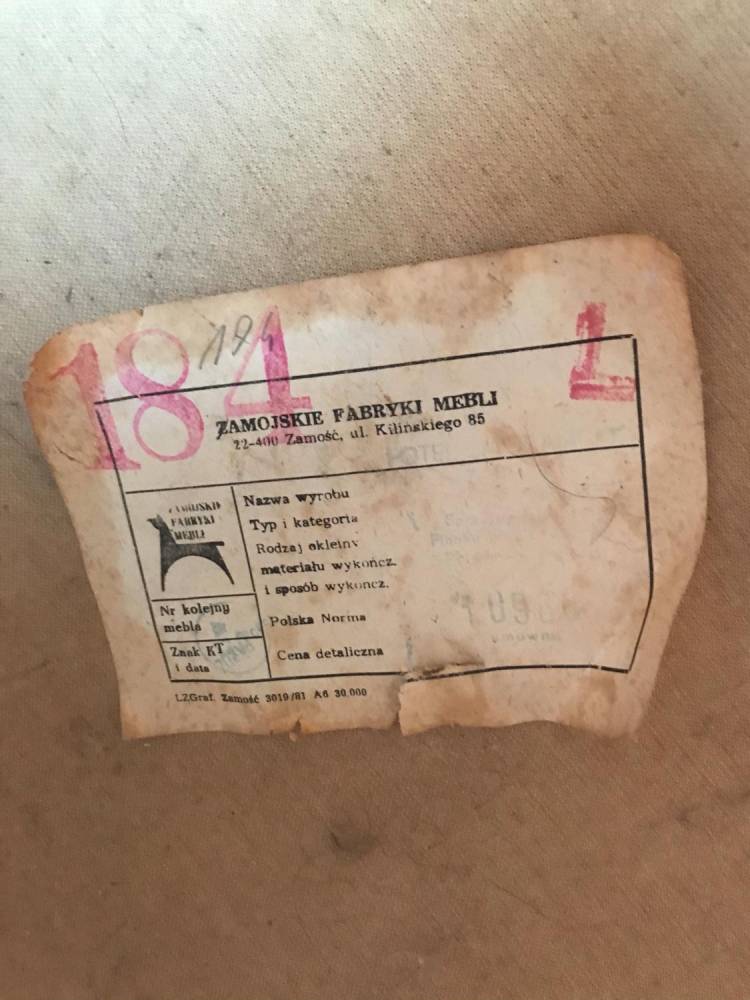 184
184
1
ZAMOJSKIE FABRYKI MEBLI
22-400 Zamość, ul. Kilińskiego 85
ZAMOJSKIE
FABRYKI
MEBLI
Nazwa wyrobu
Typ i kategoria
Rodzaj okleiny
materiału wykończ.
i sposób wykończ.
Polska Norma
Cena detaliczna
Nr kolejny
mebla
Znak KT
i data
LZGraf. Zamość 3019/81 A6 30.000